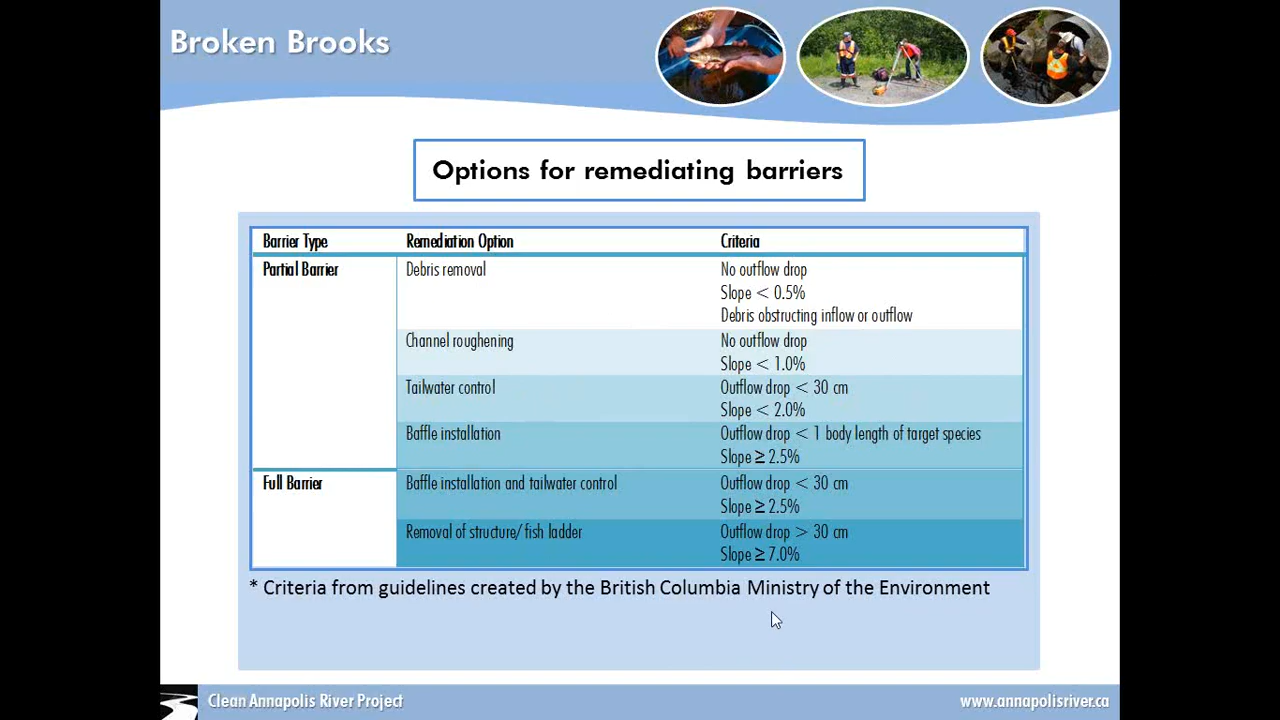 Broken Brooks
Options for remediating barriers
Barrier Type Remediation Option Criteria
Partial Barrier Debris removal No outflow drop
Slope < 0.5%
Debris obstructing inflow or outflow
Channel roughening No outflow drop
Slope < 1.0%
Tailwater control Outflow drop < 30 cm
Slope < 2.0%
Baffle installation Outflow drop < 1 body length of target species
Slope ≥ 2.5%
Full Barrier Baffle installation and tailwater control Outflow drop < 30 cm
Slope ≥ 2.5%
Removal of structure/ fish ladder Outflow drop > 30 cm
Slope ≥ 7.0%
* Criteria from guidelines created by the British Columbia Ministry of the Environment
Clean Annapolis River Project www.annapolisriver.ca